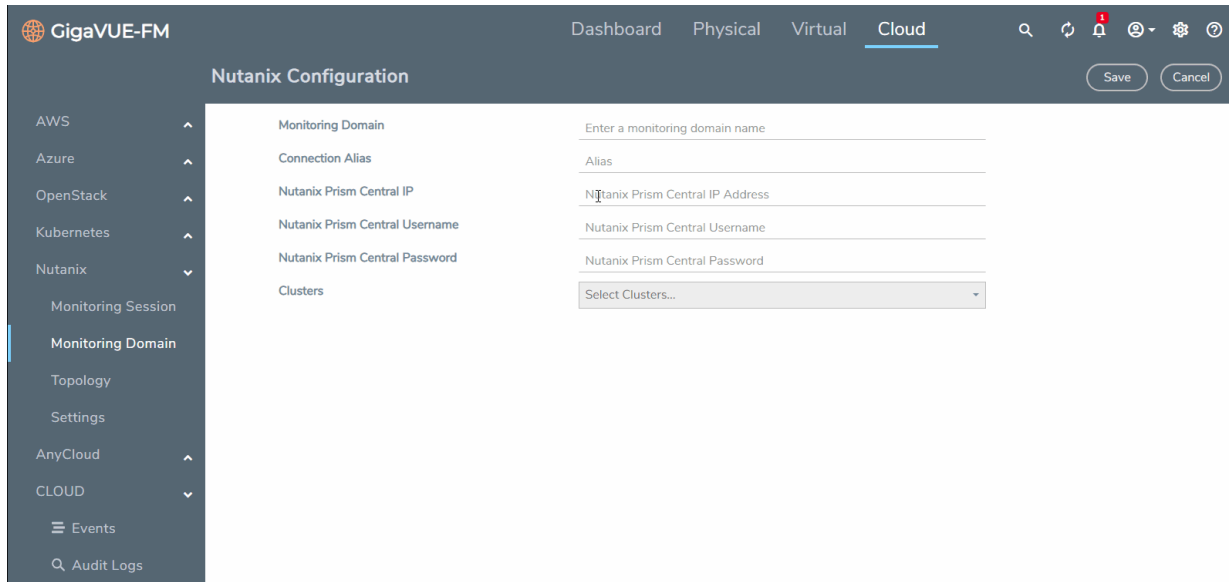 GigaVUE-FM
Dashboard Physical Virtual Cloud
1
Nutanix Configuration
Save Cancel
AWS
Azure
OpenStack
Kubernetes
Nutanix
Monitoring Session
Monitoring Domain
Topology
Settings
AnyCloud
CLOUD
Events
Audit Logs
Monitoring Domain Enter a monitoring domain name
Connection Alias Alias
Nutanix Prism Central IP Nutanix Prism Central IP Address
Nutanix Prism Central Username Nutanix Prism Central Username
Nutanix Prism Central Password Nutanix Prism Central Password
Clusters Select Clusters...